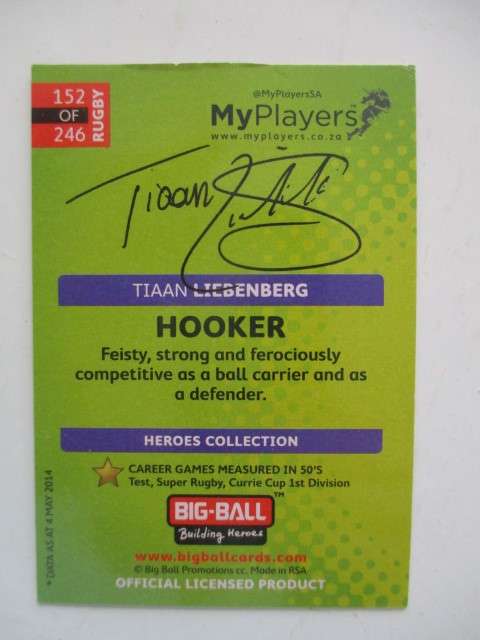 152
OF
246
RUGBY
@MyPlayersSA
MyPlayers
www.myplayers.co.za
Tiaan
TIAAN LIEBENBERG
HOOKER
Feisty, strong and ferociously
competitive as a ball carrier and as
a defender.
HEROES COLLECTION
CAREER GAMES MEASURED IN 50'S
Test, Super Rugby, Currie Cup 1st Division
* DATA AS AT 4 MAY 2014
BIG-BALL™
Building Heroes
www.bigballcards.com
© Big Ball Promotions cc. Made in RSA
OFFICIAL LICENSED PRODUCT